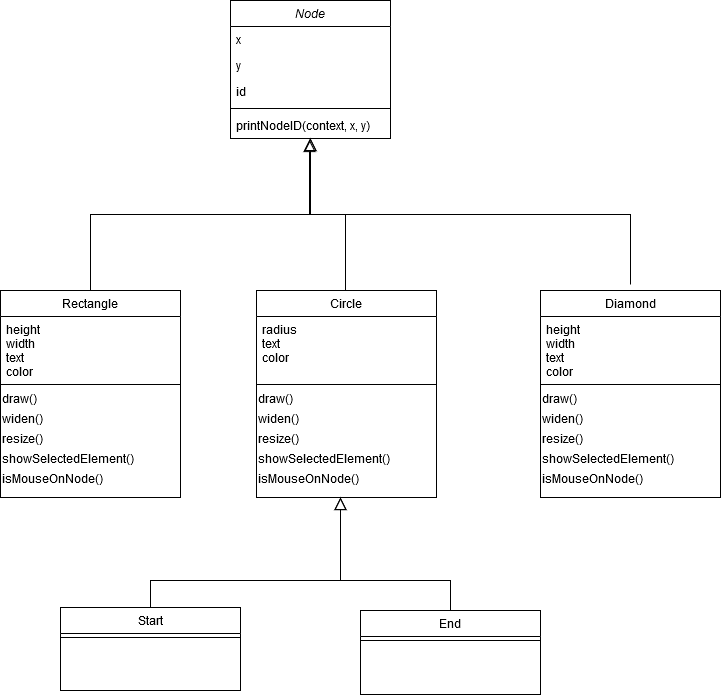 Node
x
y
id
printNodeID(context, x, y)
Rectangle
height
width
text
color
draw()
widen()
resize()
showSelectedElement()
isMouseOnNode()
Circle
radius
text
color
draw()
widen()
resize()
showSelectedElement()
isMouseOnNode()
Diamond
height
width
text
color
draw()
widen()
resize()
showSelectedElement()
isMouseOnNode()
Start
End